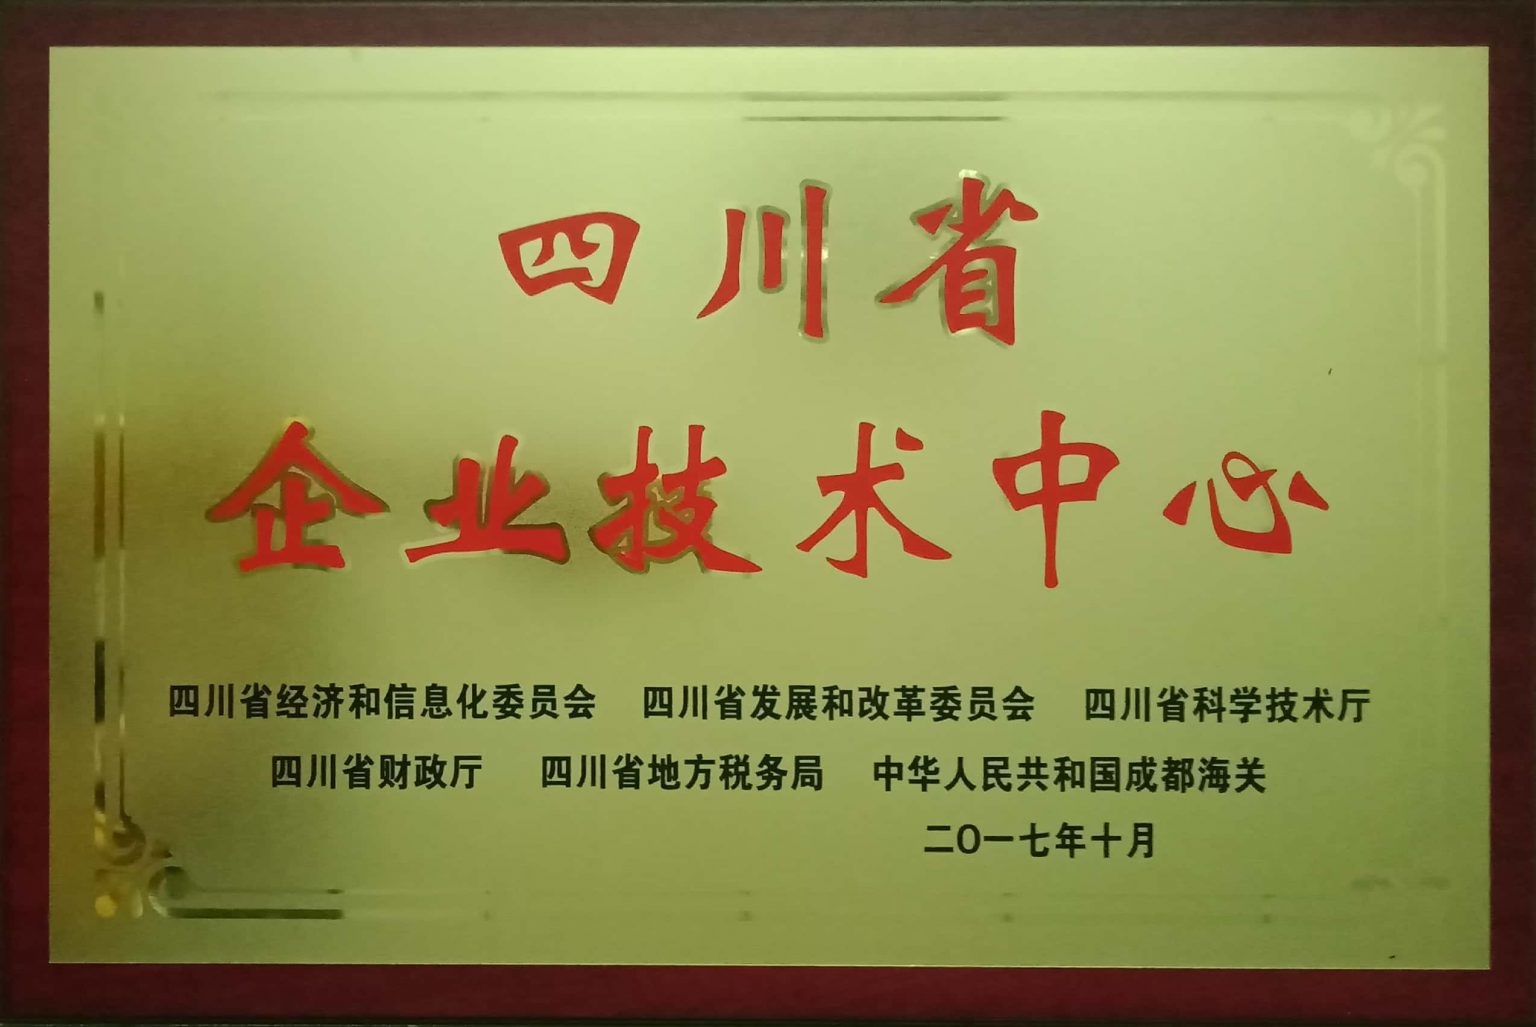 四川省
企业技术中心
四川省经济和信息化委员会 四川省发展和改革委员会 四川省科学技术厅
四川省财政厅 四川省地方税务局 中华人民共和国成都海关
二〇一七年十月